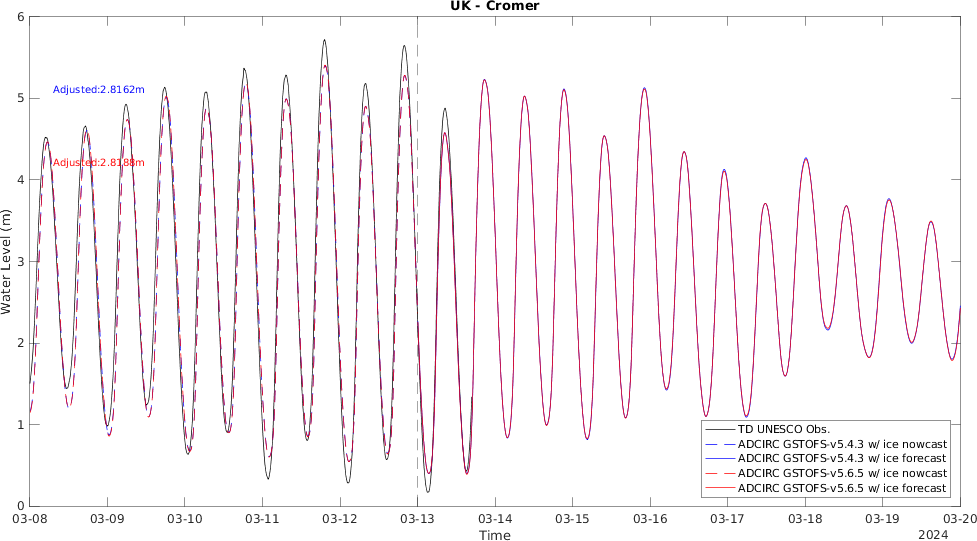 UK - Cromer
6
5
4
3
2
1
0
Water Level (m)
Adjusted:2.8162m
Adjusted:2.8188m
TD UNESCO Obs.
ADCIRC GSTOFS-v5.4.3 w/ ice nowcast
ADCIRC GSTOFS-v5.4.3 w/ ice forecast
ADCIRC GSTOFS-v5.6.5 w/ ice nowcast
ADCIRC GSTOFS-v5.6.5 w/ ice forecast
03-08 03-09 03-10 03-11 03-12 03-13 03-14 03-15 03-16 03-17 03-18 03-19 03-20
Time
2024